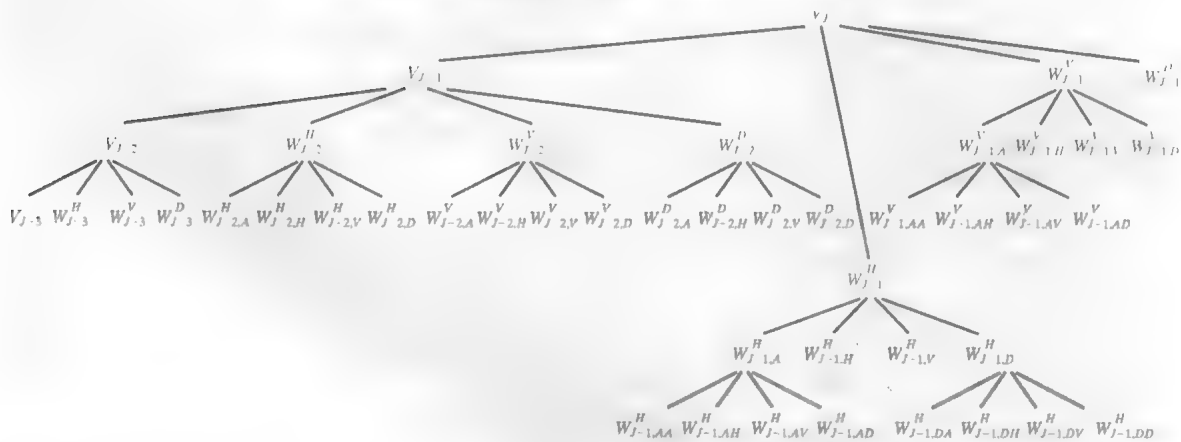 V_J
V_{J-1} W^V_{J-1} W^D_{J-1}
V_{J-2} W^H_{J-2} W^V_{J-2} W^D_{J-2} W^V_{J-1,A} W^V_{J-1,H} W^V_{J-1,V} W^V_{J-1,D}
V_{J-3} W^H_{J-3} W^V_{J-3} W^D_{J-3} W^H_{J-2,A} W^H_{J-2,H} W^H_{J-2,V} W^H_{J-2,D} W^V_{J-2,A} W^V_{J-2,H} W^V_{J-2,V} W^V_{J-2,D} W^D_{J-2,A} W^D_{J-2,H} W^D_{J-2,V} W^D_{J-2,D} W^V_{J-1,AA} W^V_{J-1,AH} W^V_{J-1,AV} W^V_{J-1,AD}
W^H_{J-1}
W^H_{J-1,A} W^H_{J-1,H} W^H_{J-1,V} W^H_{J-1,D}
W^H_{J-1,AA} W^H_{J-1,AH} W^H_{J-1,AV} W^H_{J-1,AD} W^H_{J-1,DA} W^H_{J-1,DH} W^H_{J-1,DV} W^H_{J-1,DD}